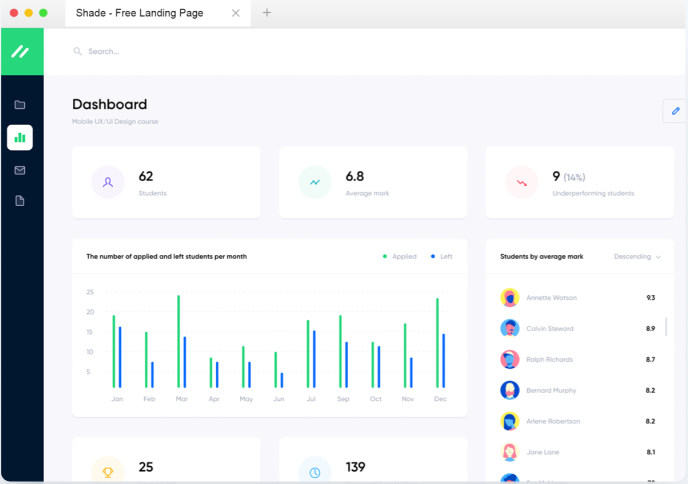 Shade - Free Landing Page
Search...
Dashboard
Mobile UX/UI Design course
62
Students
6.8
Average mark
9 (14%)
Underperforming students
The number of applied and left students per month
Applied
Left
25
20
15
10
5
Jan Feb Mar Apr May Jun Jul Sep Oct Nov Dec
Students by average mark
Descending
Annette Watson 9.3
Calvin Steward 8.9
Ralph Richards 8.7
Bernard Murphy 8.2
Arlene Robertson 8.2
Jane Lane 8.1
25
139